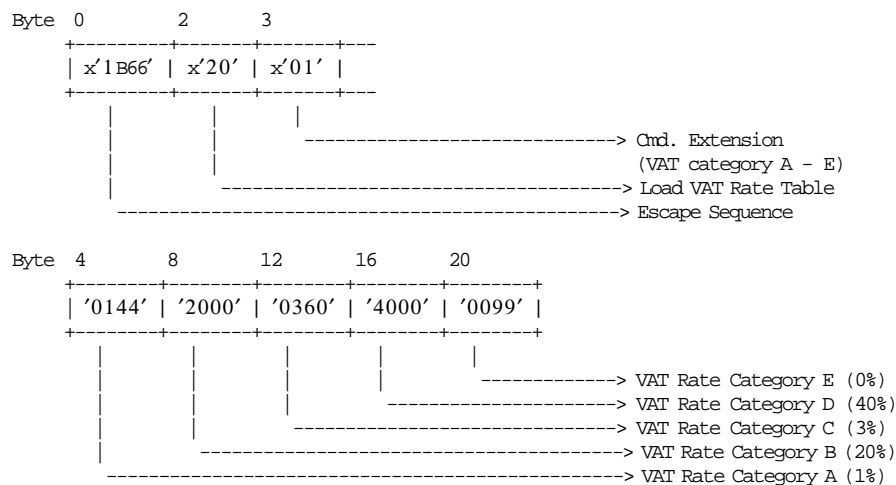 Byte 0 2 3
x′1B66′ x′20′ x′01′
Cmd. Extension
(VAT category A - E)
Load VAT Rate Table
Escape Sequence
Byte 4 8 12 16 20
′0144′ ′2000′ ′0360′ ′4000′ ′0099′
VAT Rate Category E (0%)
VAT Rate Category D (40%)
VAT Rate Category C (3%)
VAT Rate Category B (20%)
VAT Rate Category A (1%)